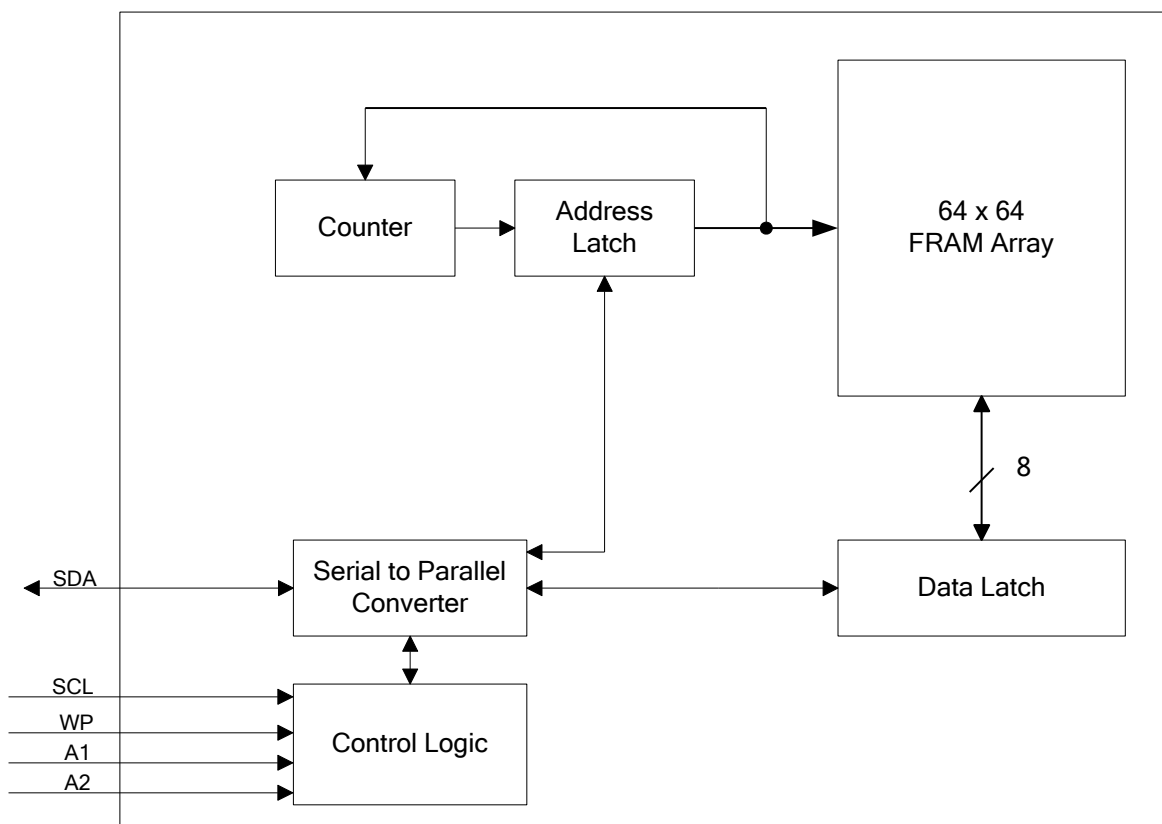 Counter
Address
Latch
64 x 64
FRAM Array
8
SDA
Serial to Parallel
Converter
Data Latch
SCL
WP
A1
A2
Control Logic